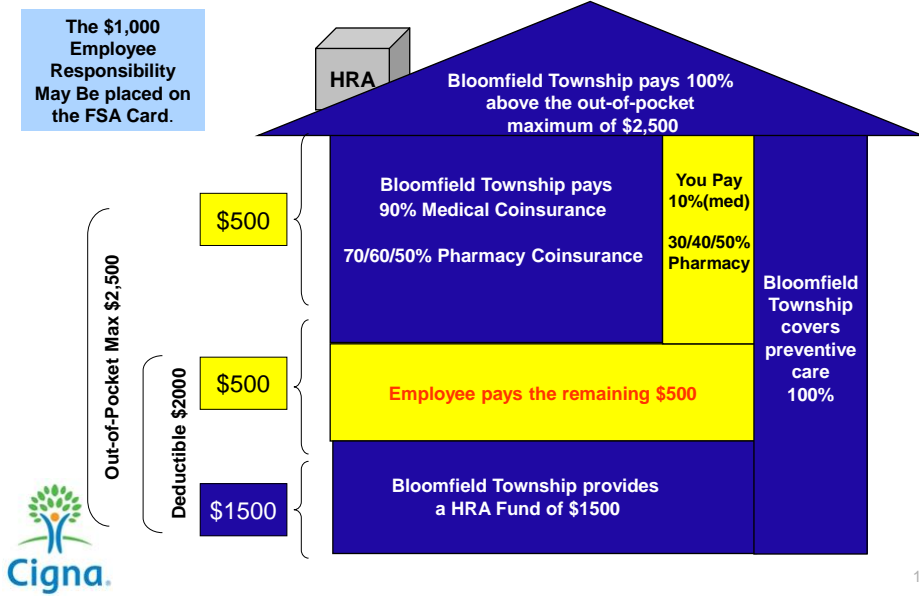 The $1,000
Employee
Responsibility
May Be placed on
the FSA Card.
HRA
Bloomfield Township pays 100%
above the out-of-pocket
maximum of $2,500
$500
Bloomfield Township pays
90% Medical Coinsurance
70/60/50% Pharmacy Coinsurance
You Pay
10%(med)
30/40/50%
Pharmacy
Bloomfield
Township
covers
preventive
care
100%
Out-of-Pocket Max $2,500
Deductible $2000
$500
Employee pays the remaining $500
$1500
Bloomfield Township provides
a HRA Fund of $1500
Cigna.
1